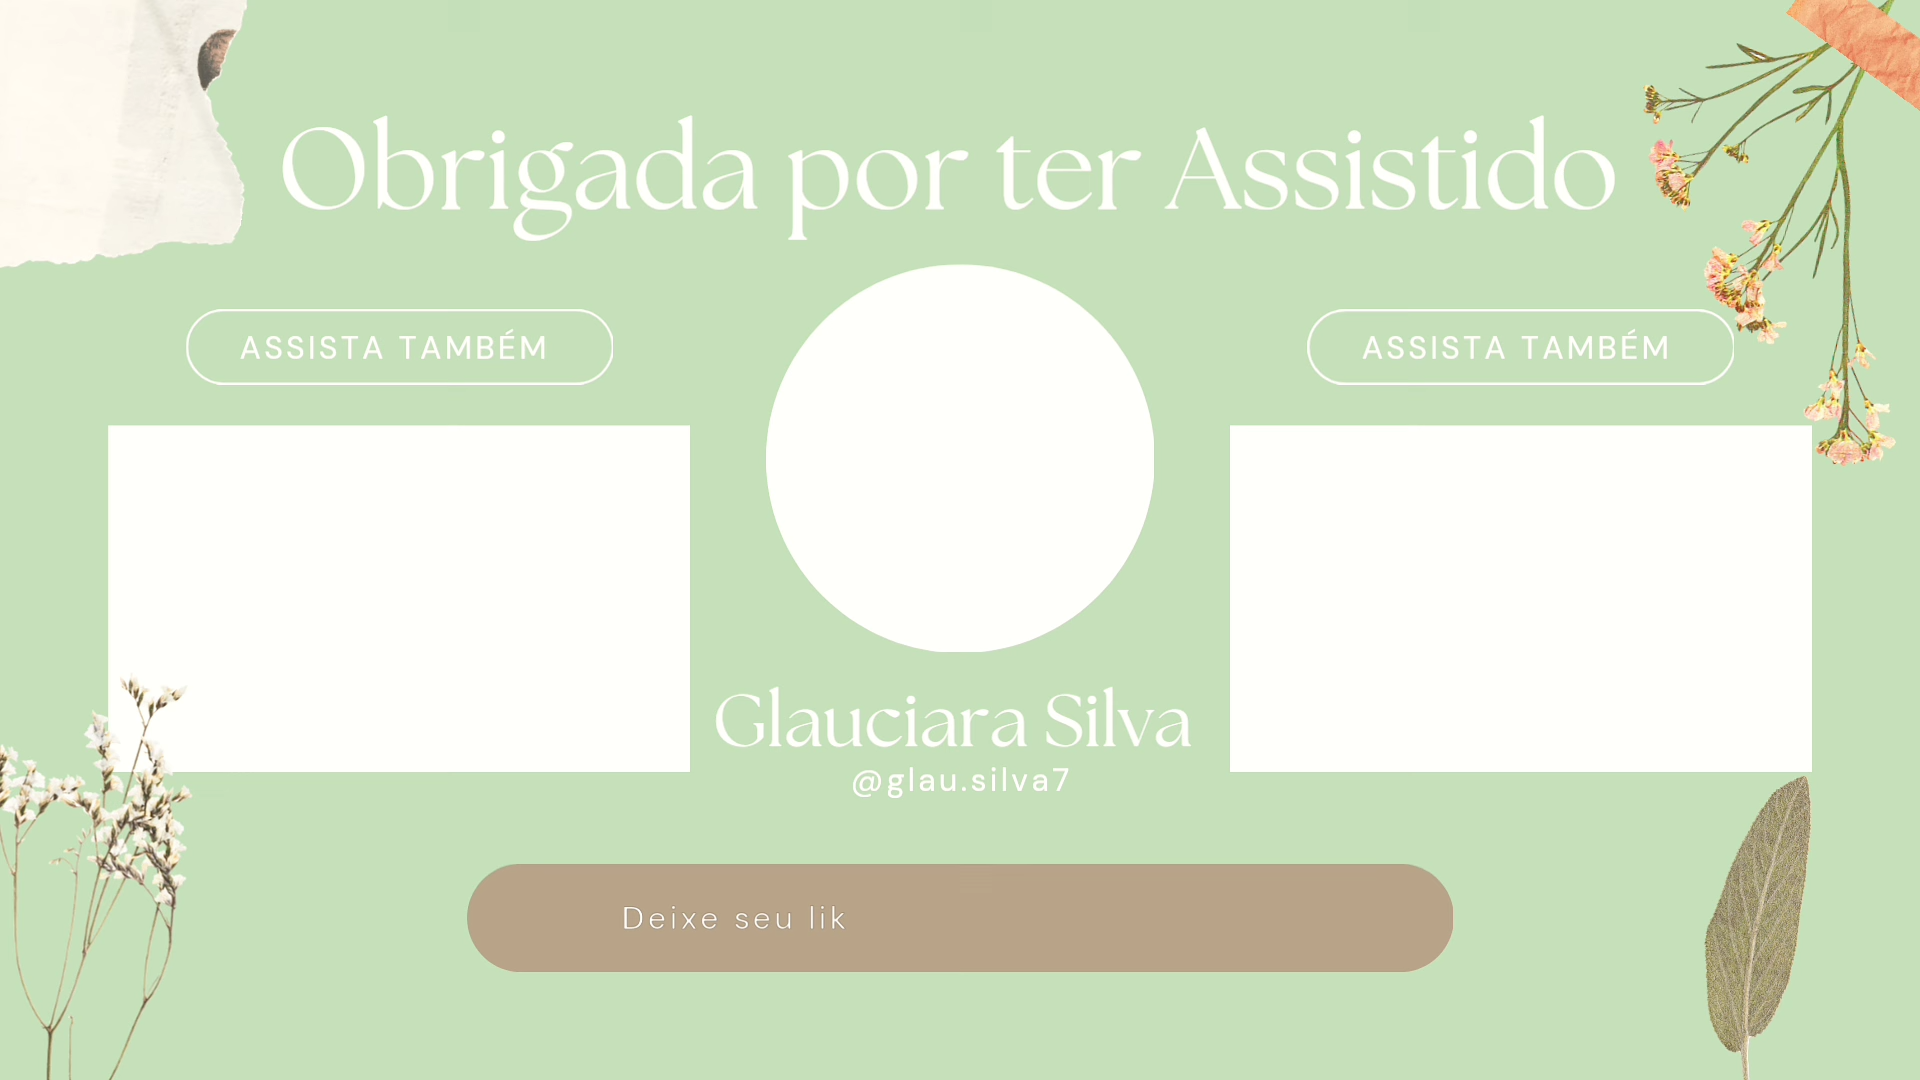 Obrigada por ter Assistido
ASSISTA TAMBÉM
ASSISTA TAMBÉM
Glauciara Silva
@glau.silva7
Deixe seu lik